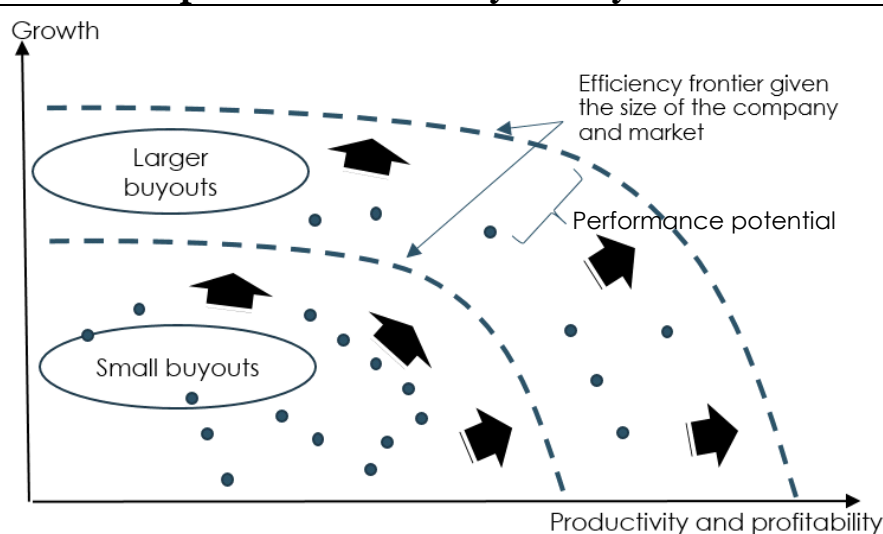 Growth
Efficiency frontier given
the size of the company
and market
Larger
buyouts
Performance potential
Small buyouts
Productivity and profitability